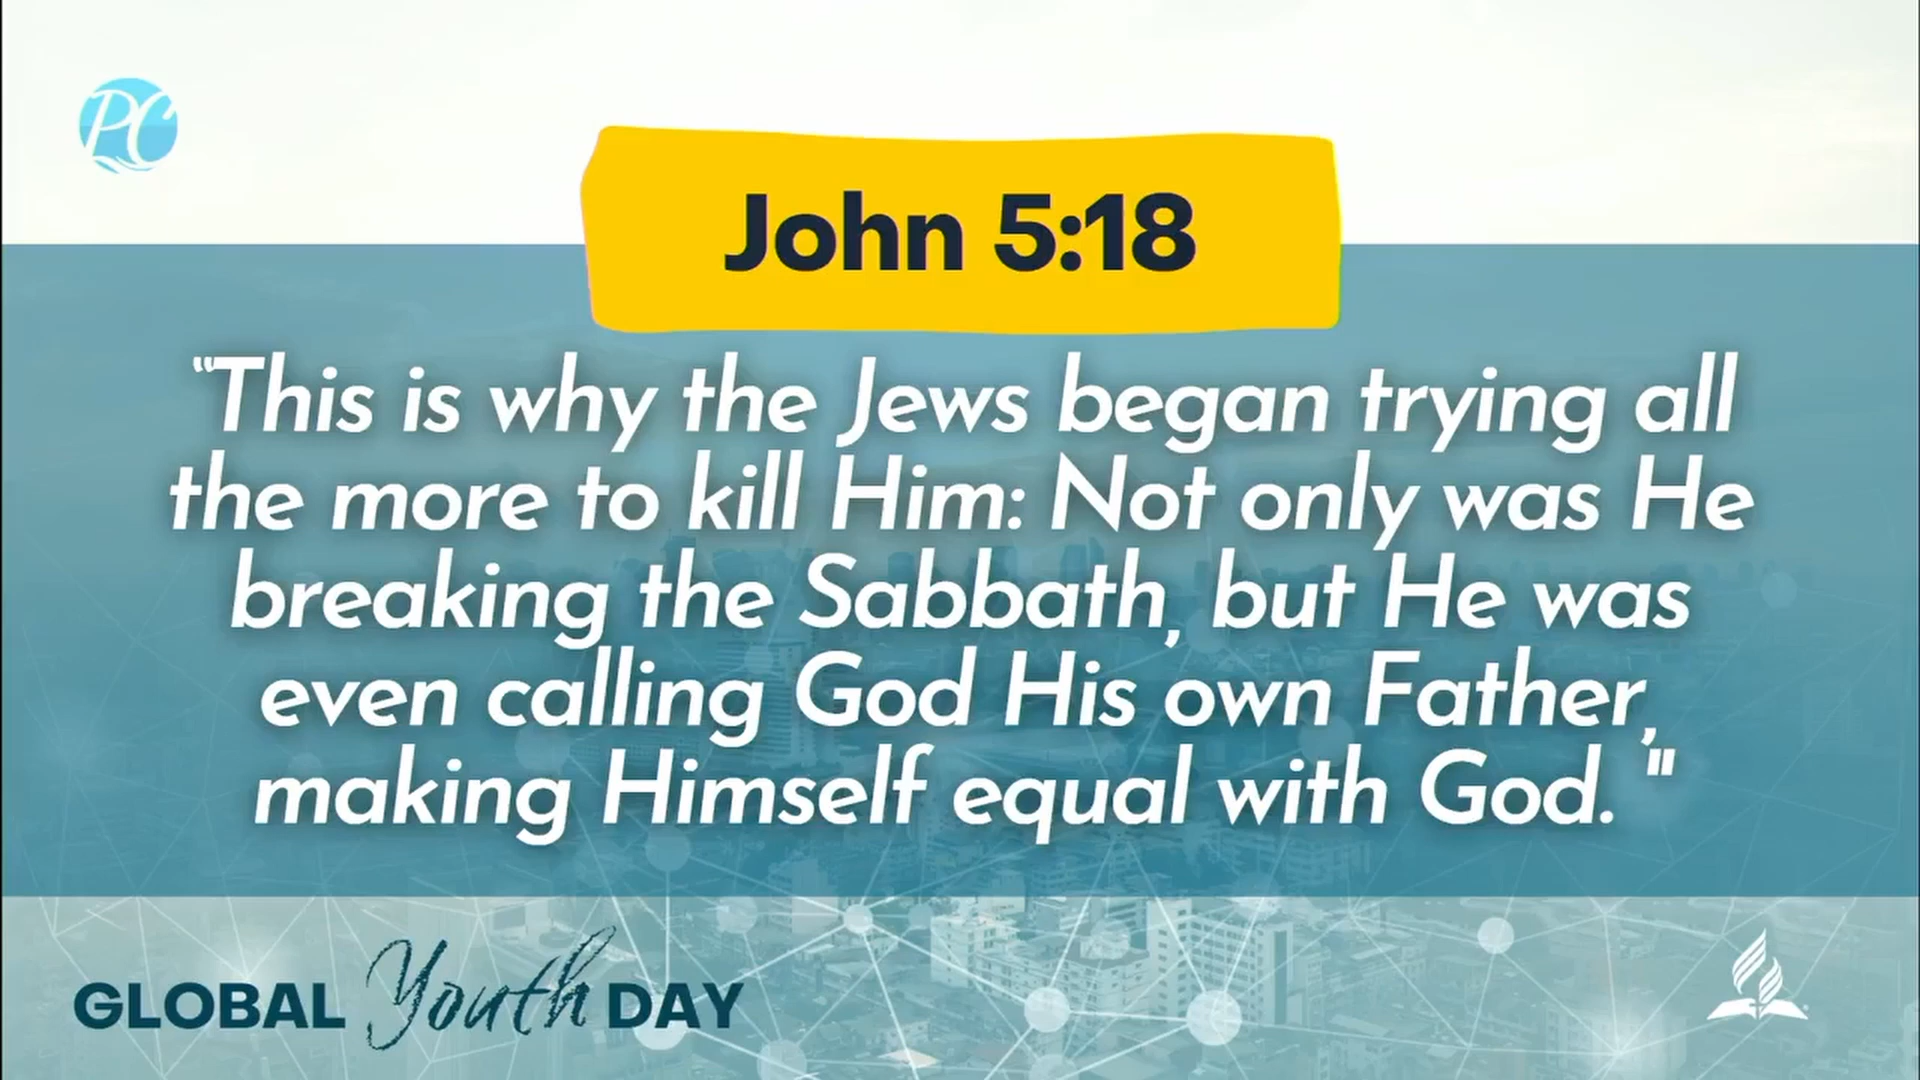 PC
John 5:18
“This is why the Jews began trying all
the more to kill Him: Not only was He
breaking the Sabbath, but He was
even calling God His own Father,
making Himself equal with God. "
GLOBAL Youth DAY